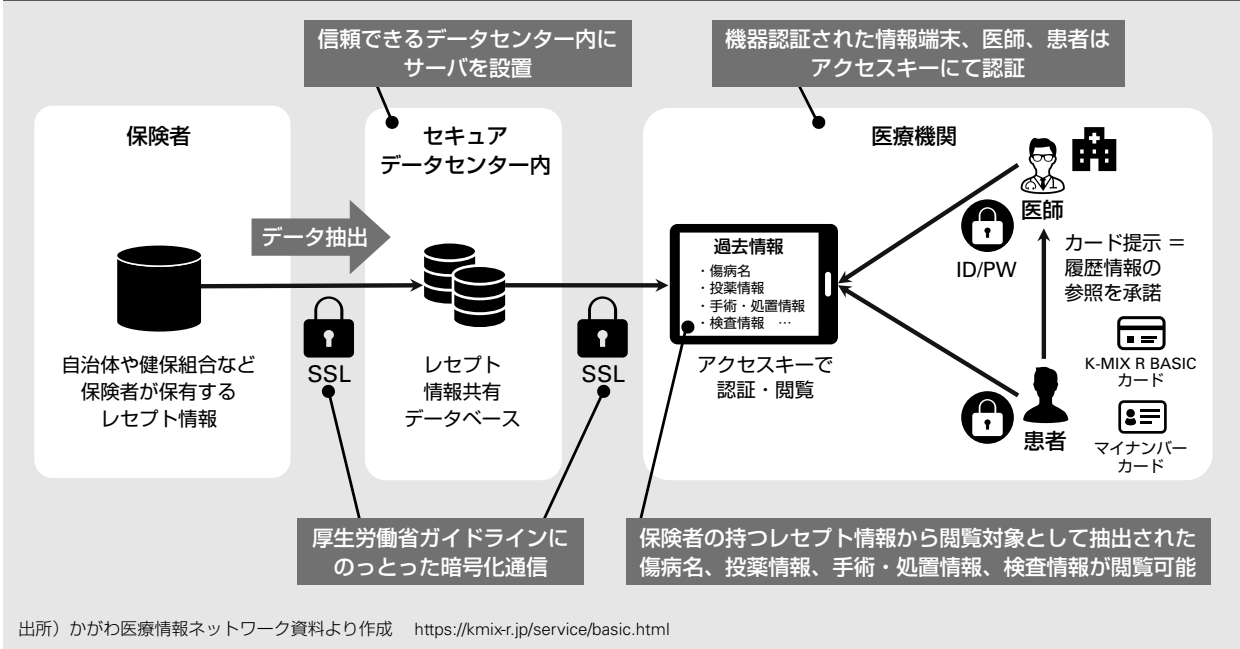 信頼できるデータセンター内に
サーバを設置
機器認証された情報端末、医師、患者は
アクセスキーにて認証
保険者
セキュア
データセンター内
医療機関
データ抽出
過去情報
・傷病名
・投薬情報
・手術・処置情報
・検査情報 …
医師
ID/PW
カード提示 =
履歴情報の
参照を承諾
SSL
SSL
自治体や健保組合など
保険者が保有する
レセプト情報
レセプト
情報共有
データベース
アクセスキーで
認証・閲覧
K-MIX R BASIC
カード
患者
マイナンバー
カード
厚生労働省ガイドラインに
のっとった暗号化通信
保険者の持つレセプト情報から閲覧対象として抽出された
傷病名、投薬情報、手術・処置情報、検査情報が閲覧可能
出所）かがわ医療情報ネットワーク資料より作成 https://kmix-r.jp/service/basic.html